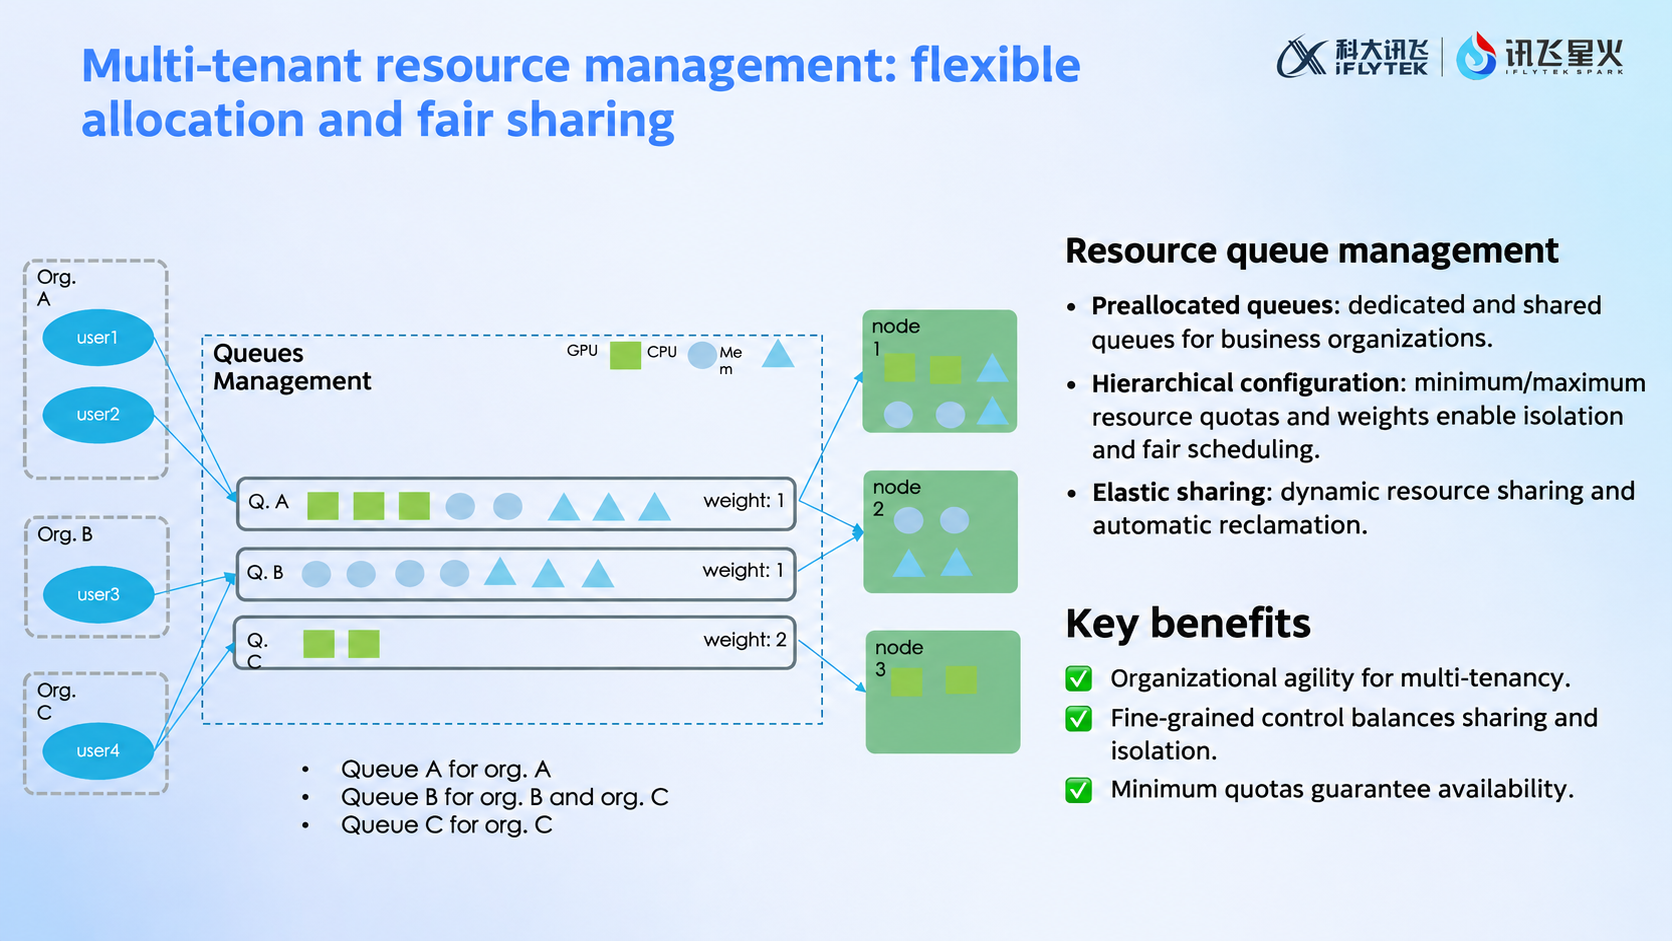 Multi-tenant resource management: flexible
allocation and fair sharing
科大讯飞
iFLYTEK
讯飞星火
IFLYTEK SPARK
Org.
A
user1
user2
Org. B
user3
Org.
C
user4
Queues
Management
GPU
CPU
Me
m
Q. A
weight: 1
Q. B
weight: 1
Q.
C
weight: 2
node
1
node
2
node
3
• Queue A for org. A
• Queue B for org. B and org. C
• Queue C for org. C
Resource queue management
• Preallocated queues: dedicated and shared
queues for business organizations.
• Hierarchical configuration: minimum/maximum
resource quotas and weights enable isolation
and fair scheduling.
• Elastic sharing: dynamic resource sharing and
automatic reclamation.
Key benefits
✅ Organizational agility for multi-tenancy.
✅ Fine-grained control balances sharing and
isolation.
✅ Minimum quotas guarantee availability.